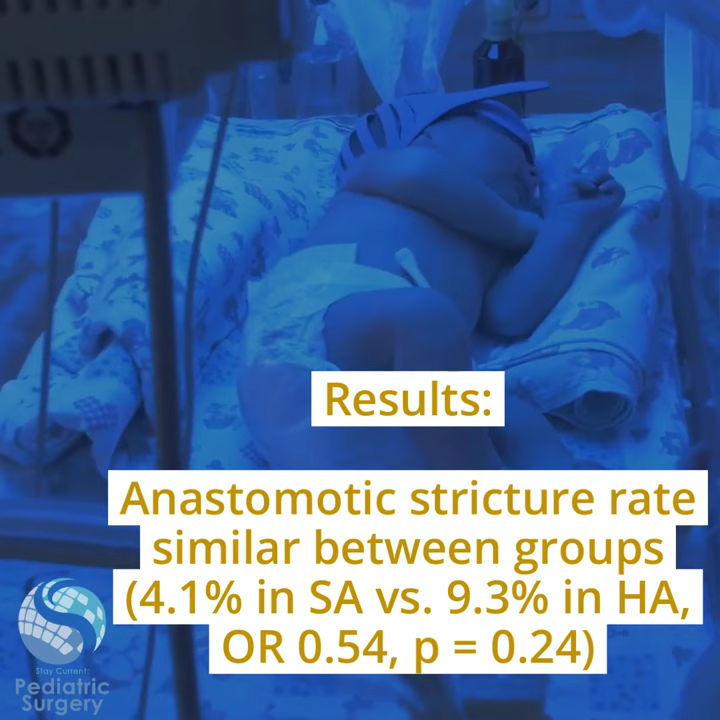 Results:
Anastomotic stricture rate
similar between groups
(4.1% in SA vs. 9.3% in HA,
OR 0.54, p = 0.24)
Stay Current:
Pediatric
Surgery